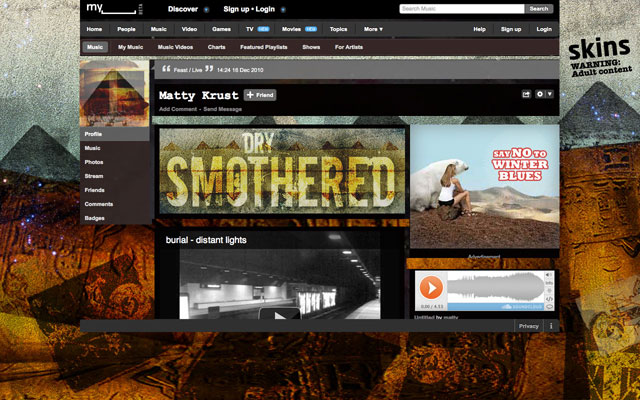 my
BETA
Discover
Sign up • Login
Search Music
Search
Home
People
Music
Video
Games
TV NEW
Movies NEW
Topics
More ▾
Help
Sign up
Login
Music
My Music
Music Videos
Charts
Featured Playlists
Shows
For Artists
skins
WARNING:
Adult content
“ Feast / Live ” 14:24 18 Dec 2010
Matty Krust
+ Friend
Add Comment - Send Message
Profile
Music
Photos
Stream
Friends
Comments
Badges
DRY
SMOTHERED
SAY NO TO
WINTER
BLUES
Advertisement
burial - distant lights
0.00 / 4.53
SOUNDCLOUD
Untitled by matty
Privacy